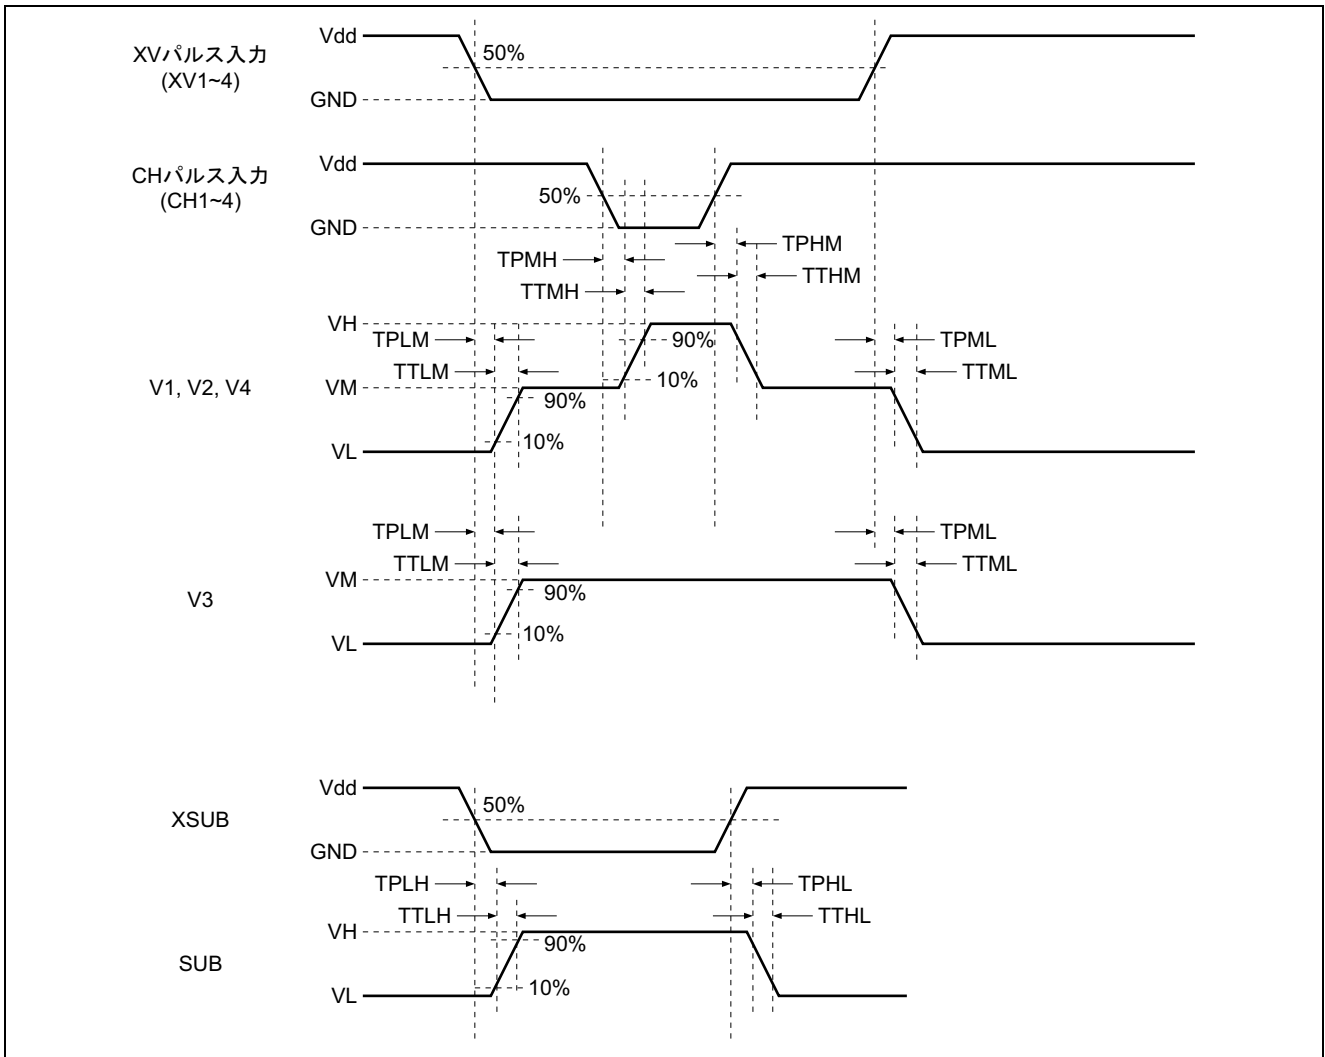 XVパルス入力
(XV1~4)
Vdd
50%
GND
CHパルス入力
(CH1~4)
Vdd
50%
GND
TPMH
TPHM
TTMH
TTHM
V1, V2, V4
VH
TPLM
90%
TPML
TTLM
10%
TTML
VM
90%
10%
VL
V3
TPLM
TPML
TTLM
TTML
VM
90%
10%
VL
XSUB
Vdd
50%
GND
TPLH
TPHL
TTLH
TTHL
SUB
VH
90%
10%
VL